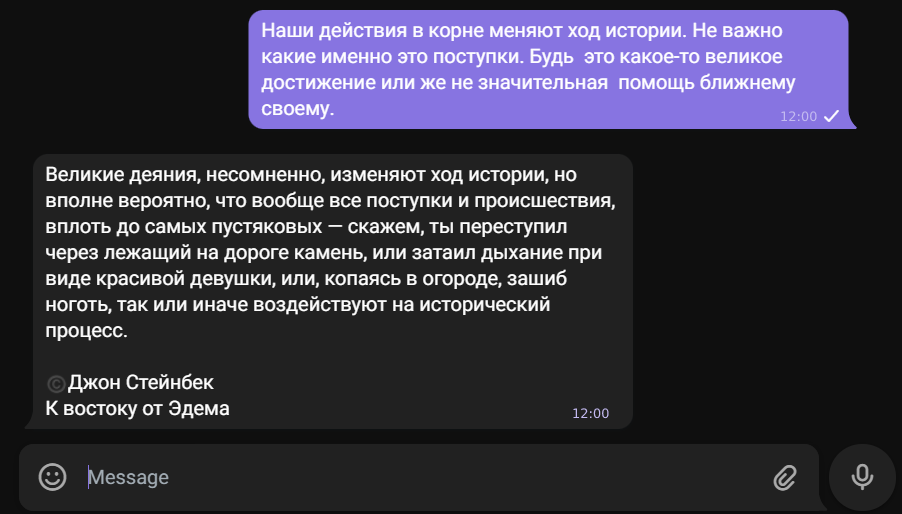 Наши действия в корне меняют ход истории. Не важно
какие именно это поступки. Будь  это какое-то великое
достижение или же не значительная  помощь ближнему
своему.
12:00
Великие деяния, несомненно, изменяют ход истории, но
вполне вероятно, что вообще все поступки и происшествия,
вплоть до самых пустяковых — скажем, ты переступил
через лежащий на дороге камень, или затаил дыхание при
виде красивой девушки, или, копаясь в огороде, зашиб
ноготь, так или иначе воздействуют на исторический
процесс.
©Джон Стейнбек
К востоку от Эдема
12:00
Message